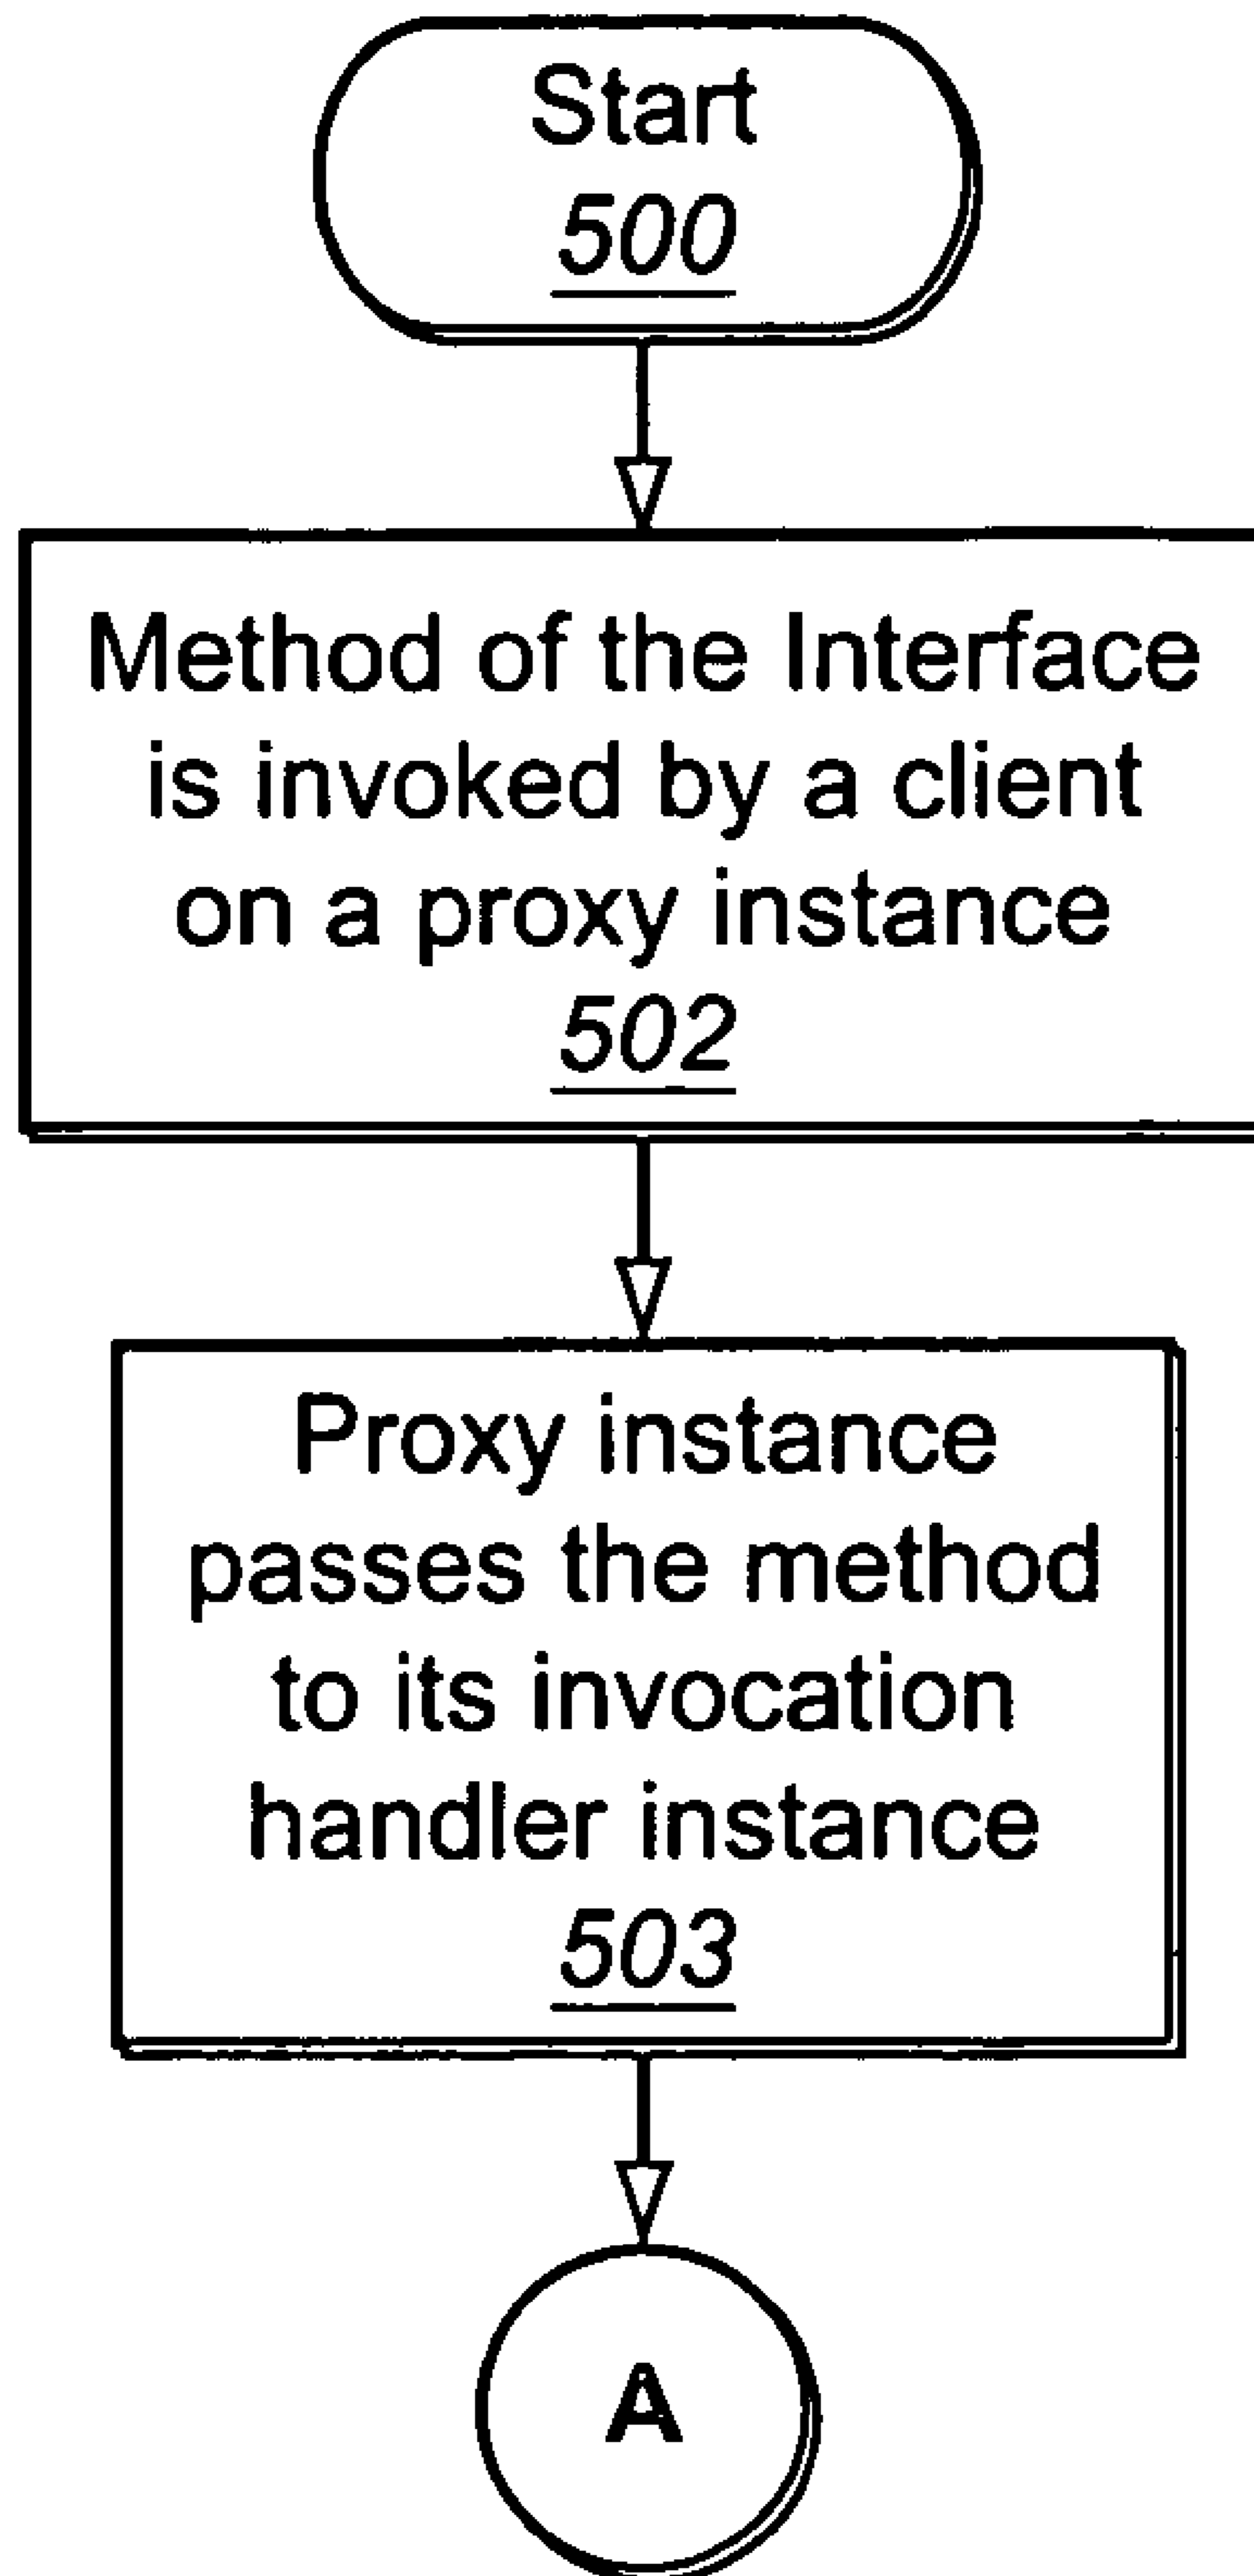 Start
500
Method of the Interface
is invoked by a client
on a proxy instance
502
Proxy instance
passes the method
to its invocation
handler instance
503
A